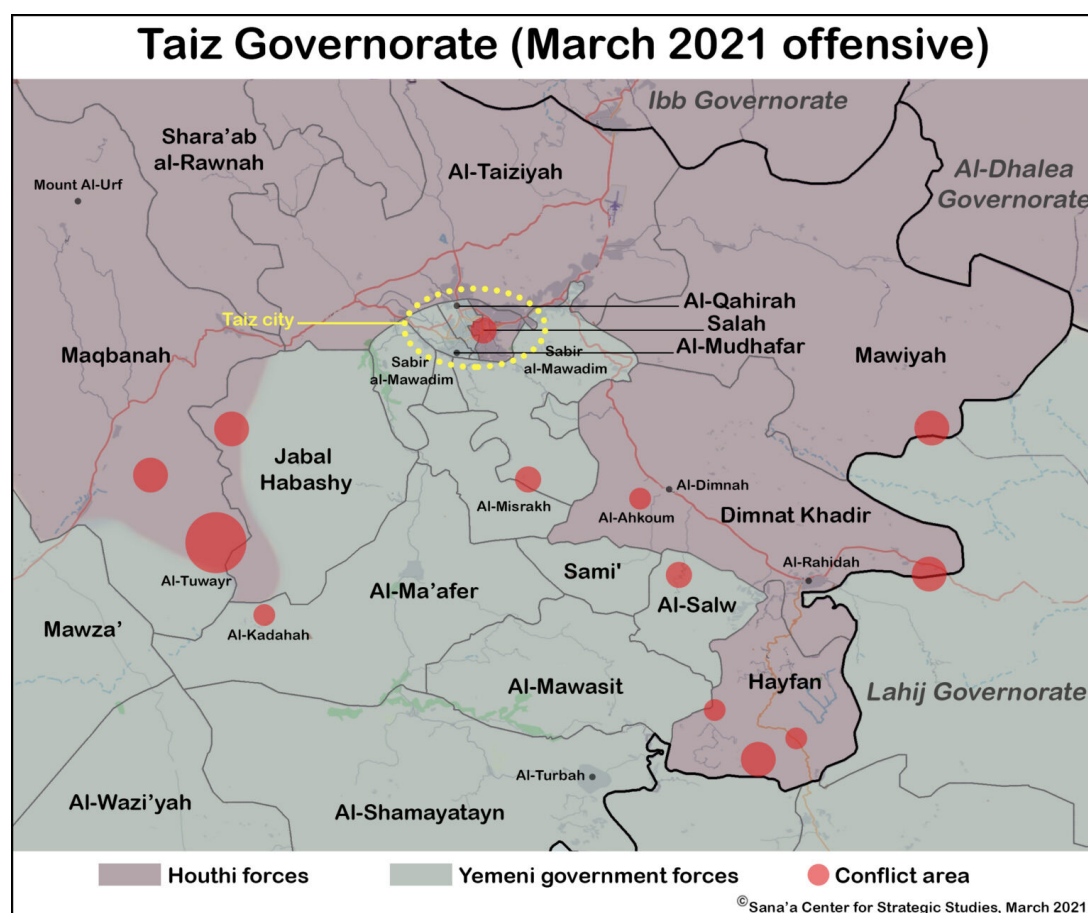 Taiz Governorate (March 2021 offensive)
Ibb Governorate
Shara'ab
al-Rawnah
Al-Taiziyah
Al-Dhalea
Governorate
Mount Al-Urf
Al-Qahirah
Taiz city
Salah
Al-Mudhafar
Maqbanah
Sabir
al-Mawadim
Sabir
al-Mawadim
Mawiyah
Jabal
Habashy
Al-Misrakh
Al-Dimnah
Al-Ahkoum
Dimnat Khadir
Al-Tuwayr
Sami'
Al-Rahidah
Al-Ma'afer
Al-Salw
Mawza'
Al-Kadahah
Al-Mawasit
Hayfan
Lahij Governorate
Al-Turbah
Al-Wazi'yah
Al-Shamayatayn
Houthi forces
Yemeni government forces
Conflict area
©Sana'a Center for Strategic Studies, March 2021